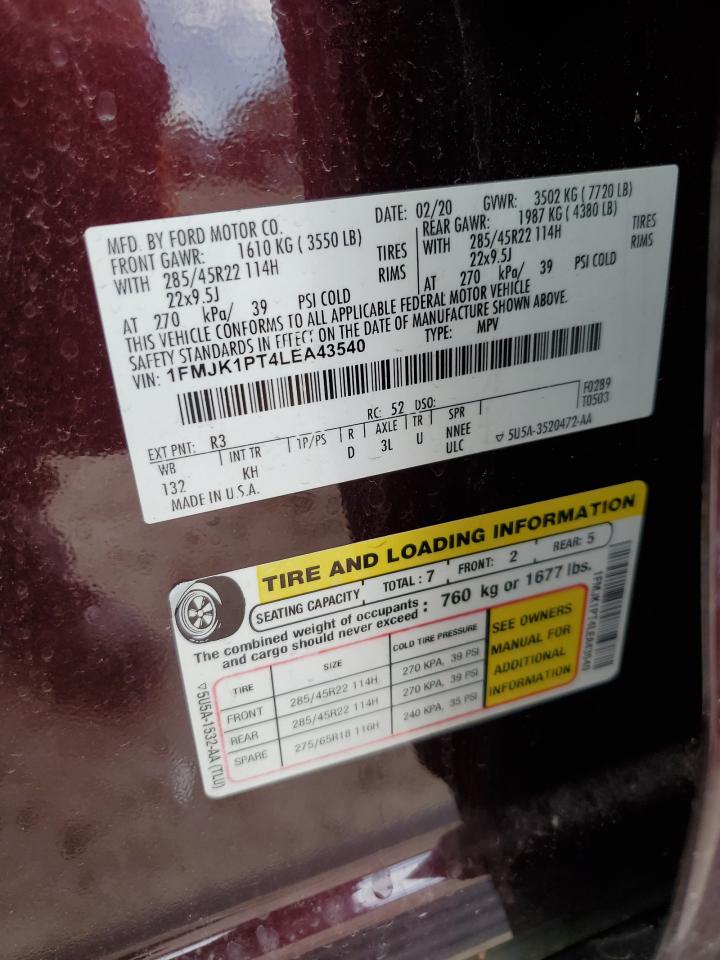 MFD. BY FORD MOTOR CO.
DATE: 02/20 GVWR: 3502 KG ( 7720 LB)
FRONT GAWR: 1610 KG ( 3550 LB)
REAR GAWR: 1987 KG ( 4380 LB)
WITH 285/45R22 114H TIRES
WITH 285/45R22 114H TIRES
22x9.5J RIMS
22x9.5J RIMS
AT 270 kPa/ 39 PSI COLD
AT 270 kPa/ 39 PSI COLD
THIS VEHICLE CONFORMS TO ALL APPLICABLE FEDERAL MOTOR VEHICLE
SAFETY STANDARDS IN EFFECT ON THE DATE OF MANUFACTURE SHOWN ABOVE.
VIN: 1FMJK1PT4LEA43540 TYPE: MPV
F0289
T0503
EXT PNT: R3 RC: 52 DSO:
WB INT TR TP/PS R AXLE TR SPR
132 KH D 3L U NNEE
ULC
MADE IN U.S.A.
▽ 5U5A-3520472-AA
TIRE AND LOADING INFORMATION
SEATING CAPACITY TOTAL : 7 FRONT: 2 REAR: 5
The combined weight of occupants
and cargo should never exceed : 760 kg or 1677 lbs.
TIRE SIZE COLD TIRE PRESSURE
FRONT 285/45R22 114H 270 KPA, 39 PSI
REAR 285/45R22 114H 270 KPA, 39 PSI
SPARE 275/65R18 116H 240 KPA, 35 PSI
SEE OWNERS
MANUAL FOR
ADDITIONAL
INFORMATION
▽ 5U5A-1532-AA (TLU)
1FMJK1PT4LEA43540